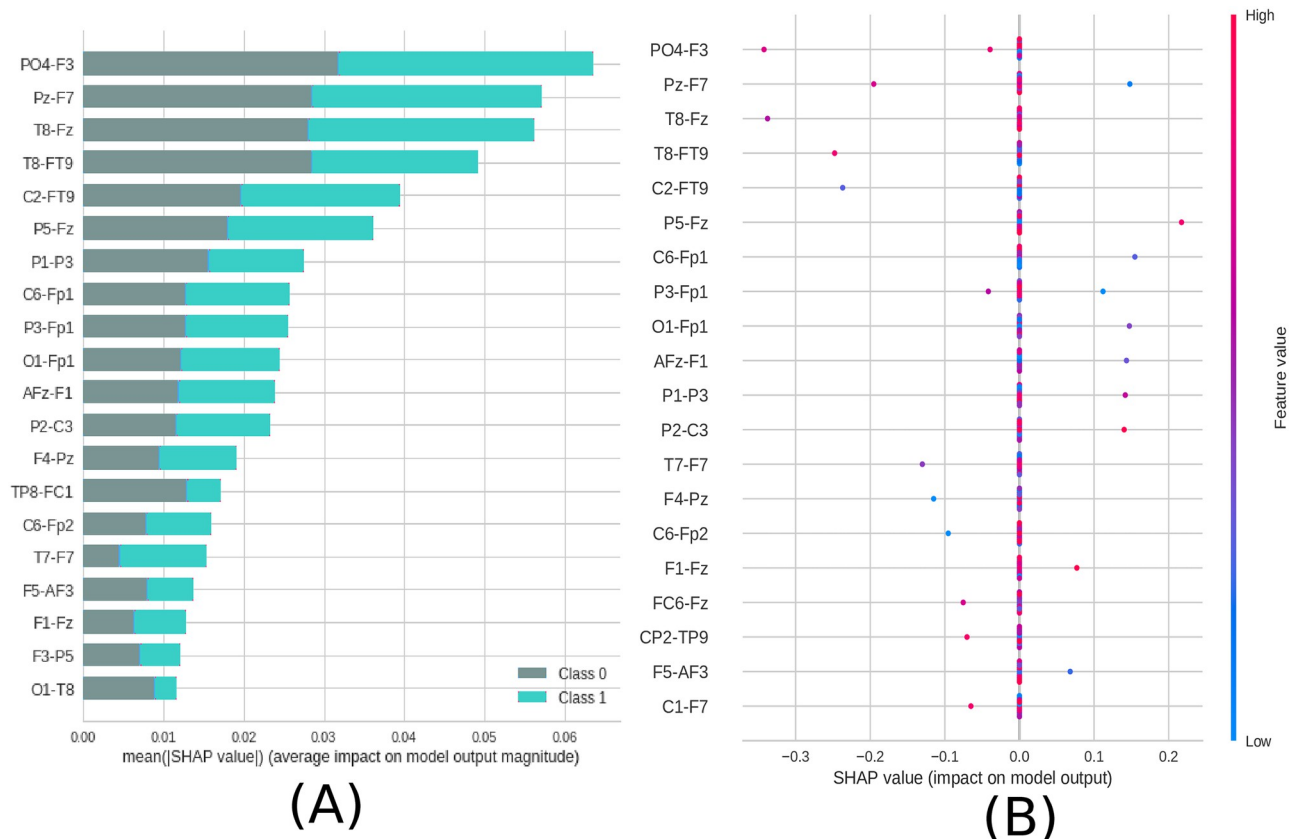 PO4-F3
Pz-F7
T8-Fz
T8-FT9
C2-FT9
P5-Fz
P1-P3
C6-Fp1
P3-Fp1
O1-Fp1
AFz-F1
P2-C3
F4-Pz
TP8-FC1
C6-Fp2
T7-F7
F5-AF3
F1-Fz
F3-P5
O1-T8
Class 0
Class 1
0.00 0.01 0.02 0.03 0.04 0.05 0.06
mean(|SHAP value|) (average impact on model output magnitude)
(A)
PO4-F3
Pz-F7
T8-Fz
T8-FT9
C2-FT9
P5-Fz
C6-Fp1
P3-Fp1
O1-Fp1
AFz-F1
P1-P3
P2-C3
T7-F7
F4-Pz
C6-Fp2
F1-Fz
FC6-Fz
CP2-TP9
F5-AF3
C1-F7
−0.3 −0.2 −0.1 0.0 0.1 0.2
SHAP value (impact on model output)
High
Feature value
Low
(B)